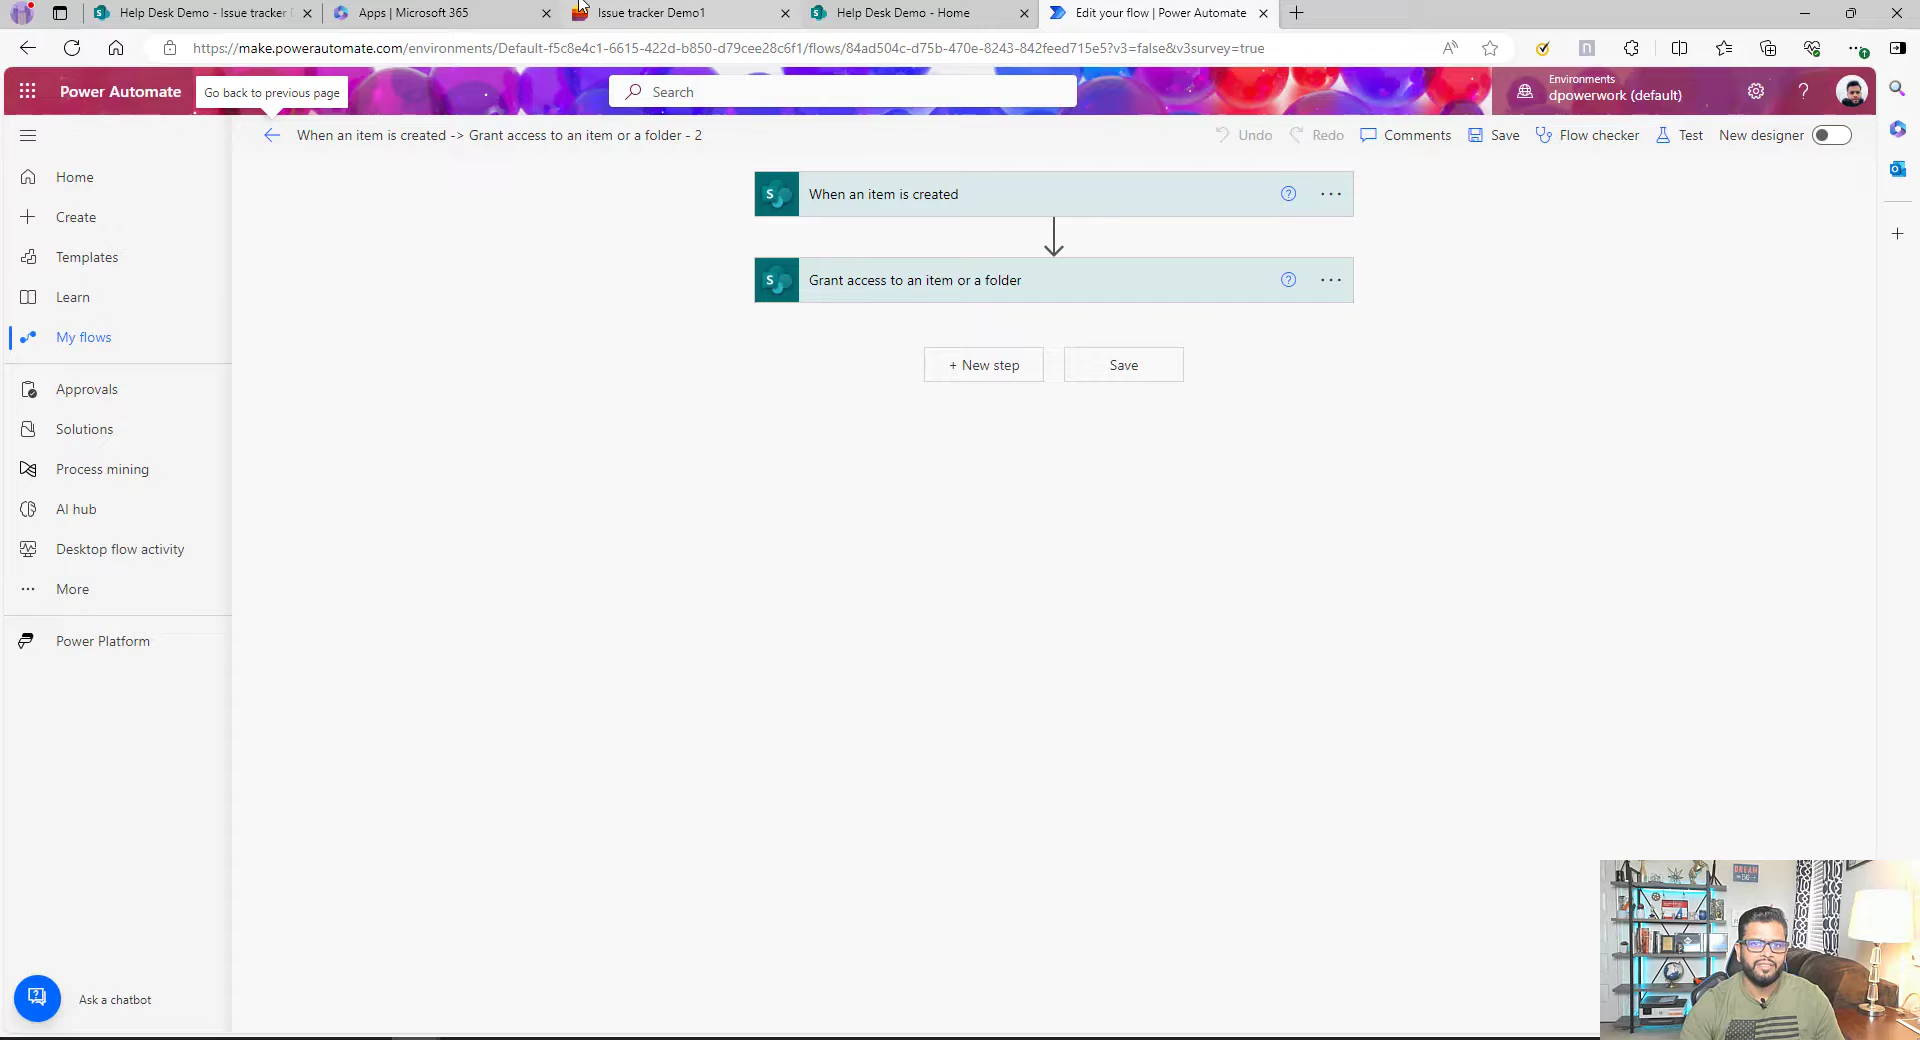 Help Desk Demo - Issue tracker
Apps | Microsoft 365
Issue tracker Demo1
Help Desk Demo - Home
Edit your flow | Power Automate
https://make.powerautomate.com/environments/Default-f5c8e4c1-6615-422d-b850-d79cee28c6f1/flows/84ad504c-d75b-470e-8243-842feed715e5?v3=false&v3survey=true
Power Automate
Go back to previous page
Search
Environments
dpowerwork (default)
When an item is created -> Grant access to an item or a folder - 2
Undo
Redo
Comments
Save
Flow checker
Test
New designer
Home
Create
Templates
Learn
My flows
Approvals
Solutions
Process mining
AI hub
Desktop flow activity
More
Power Platform
Ask a chatbot
When an item is created
Grant access to an item or a folder
+ New step
Save
DREAM